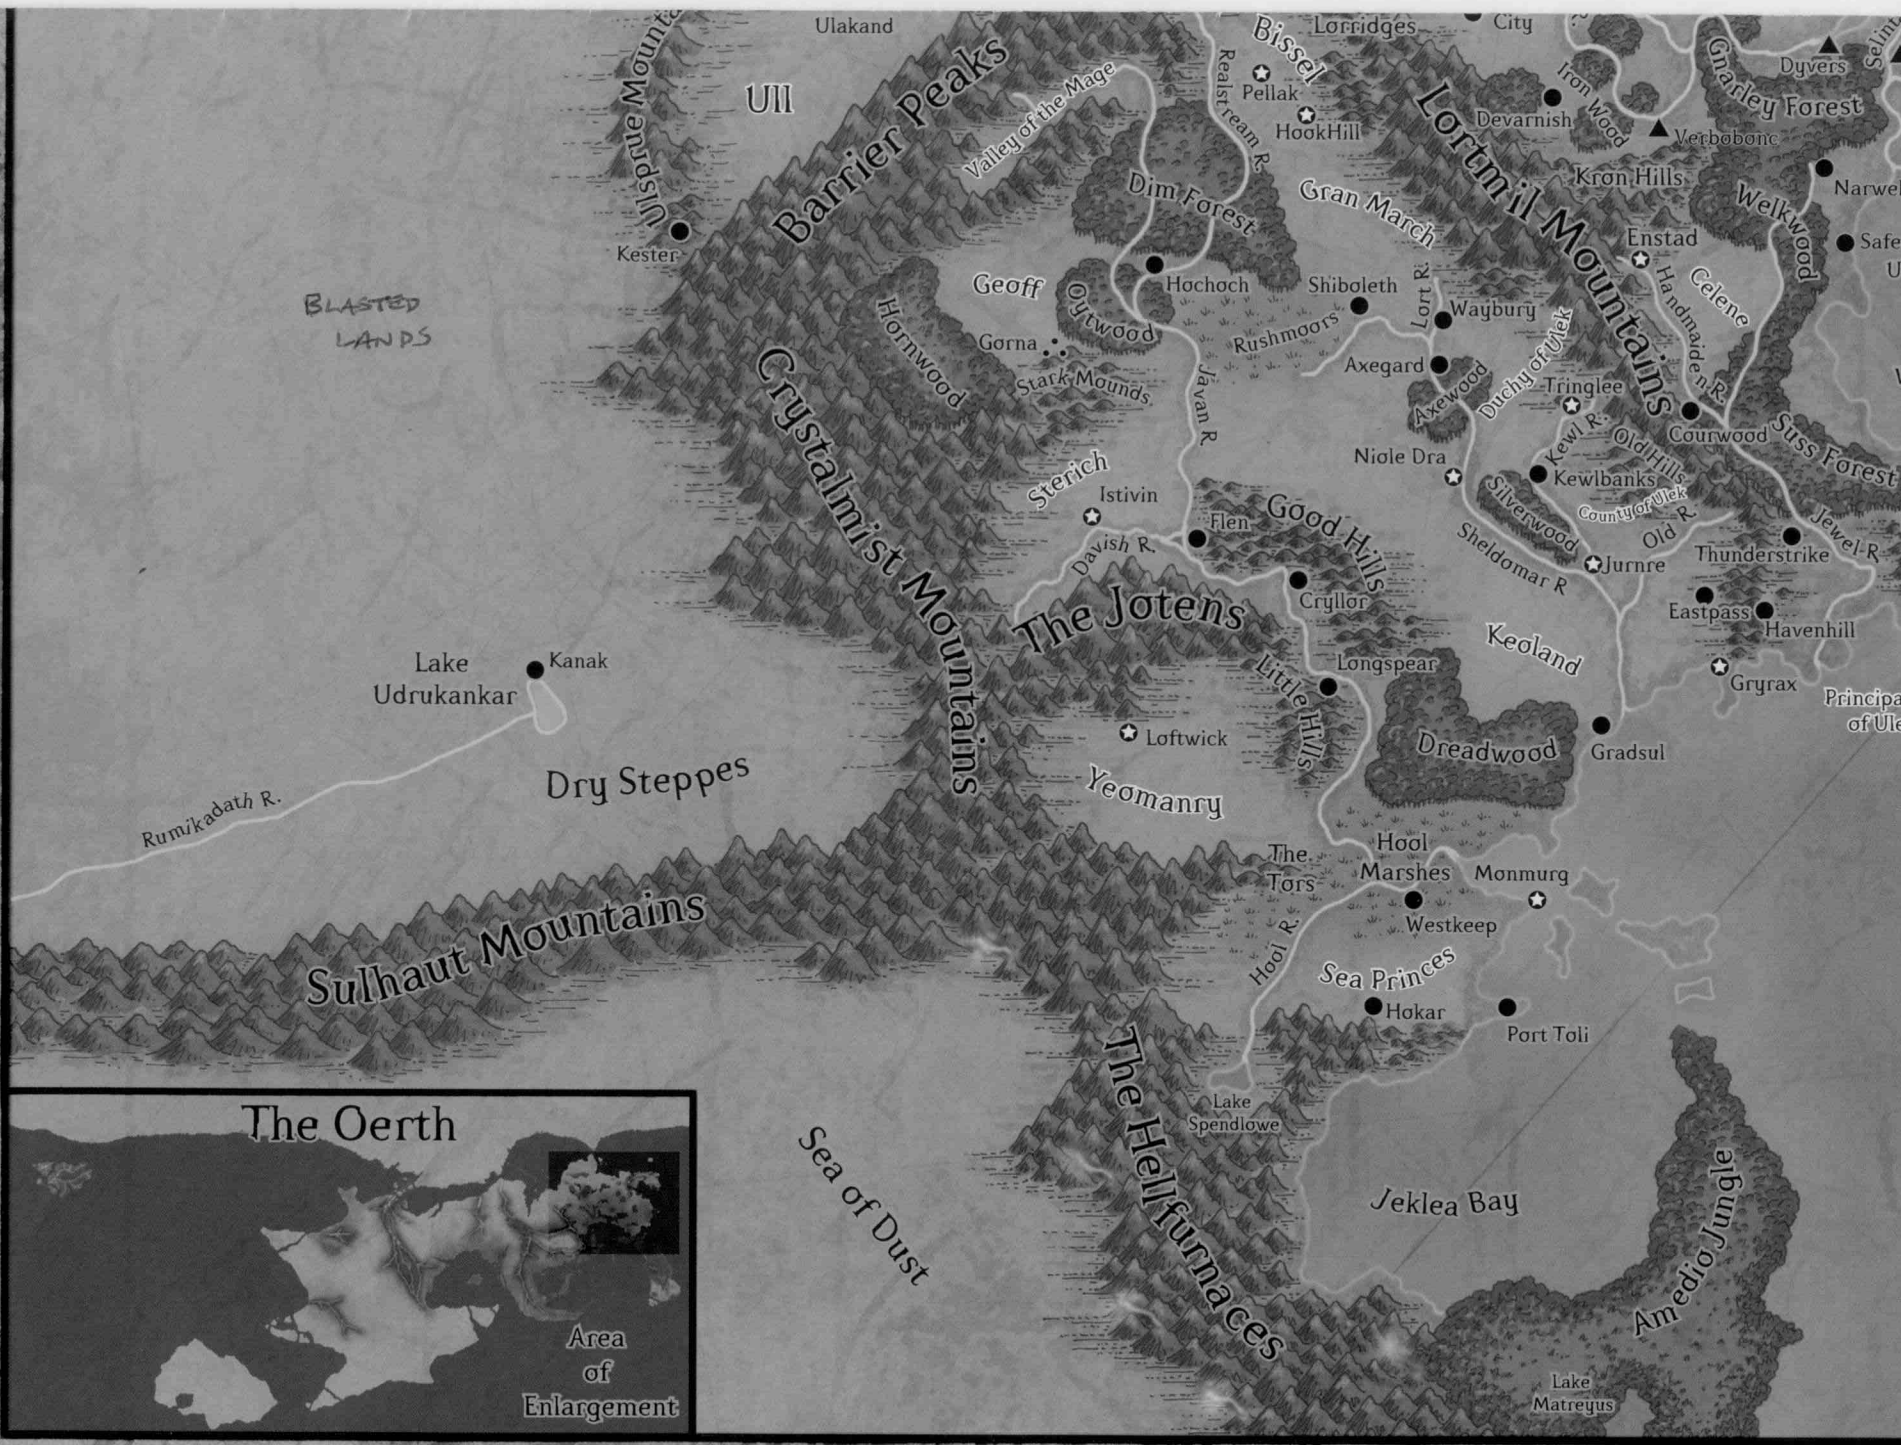 Ulakand
Bissel
Lorridges
City
Ulsprue Mounta
Ull
Barrier Peaks
Valley of the Mage
Realstream R.
Pellak
HookHill
Lortmil Mountains
Devarnish
Iron Wood
Verbobonc
Gnarley Forest
Dyvers
Selint
Kester
Dim Forest
Gran March
Kron Hills
Welkwood
Narwel
Enstad
Safe
U
BLASTED
LANDS
Hornwood
Geoff
Oytwood
Hochoch
Shiboleth
Lort R.
Waybury
Handmaiden R.
Celene
Gorna
Rushmoors
Duchy of Ulek
Stark Mounds
Javan R.
Axegard
Axewood
Tringlee
Courwood
Suss Forest
Crystalmist Mountains
Sterich
Istivin
Niole Dra
Kewl R.
Old Hills
Kewlbanks
Silverwood
County of Ulek
Flen
Good Hills
Davish R.
Sheldomar R
Old R.
Jurnre
Thunderstrike
Jewel R
The Jotens
Cryllor
Eastpass
Havenhill
Keoland
Lake
Udrukankar
Kanak
Little Hills
Longspear
Gryrax
Principa
of Ule
Loftwick
Dreadwood
Gradsul
Dry Steppes
Yeomanry
Rumikadath R.
The
Tors
Hool
Marshes
Monmurg
Westkeep
Sulhaut Mountains
Hool R.
Sea Princes
Hokar
Port Toli
The Hellfurnaces
Lake
Spendlowe
Sea of Dust
Jeklea Bay
Amedio Jungle
Lake
Matreyus
The Oerth
Area
of
Enlargement